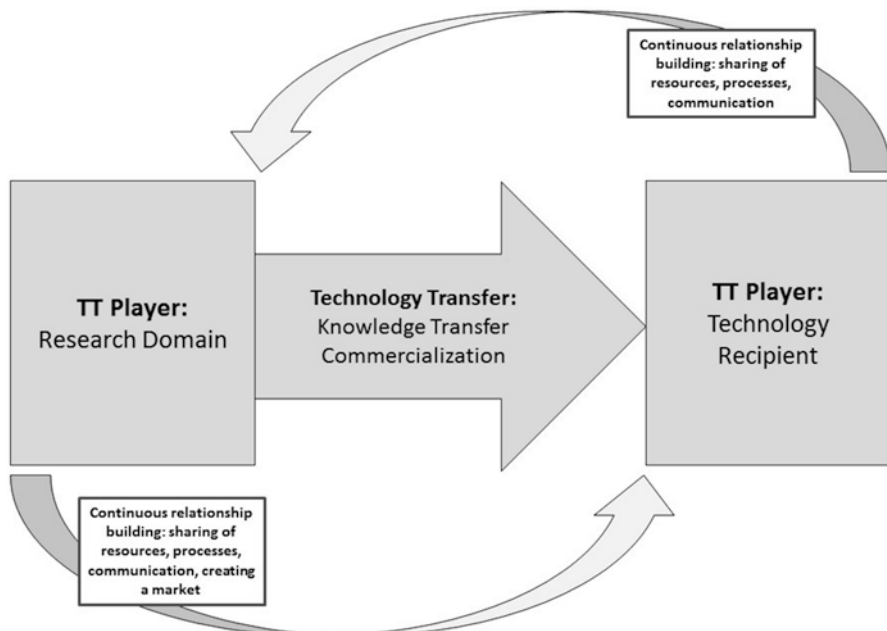 Continuous relationship
building: sharing of
resources, processes,
communication
TT Player:
Research Domain
Technology Transfer:
Knowledge Transfer
Commercialization
TT Player:
Technology
Recipient
Continuous relationship
building: sharing of
resources, processes,
communication, creating
a market